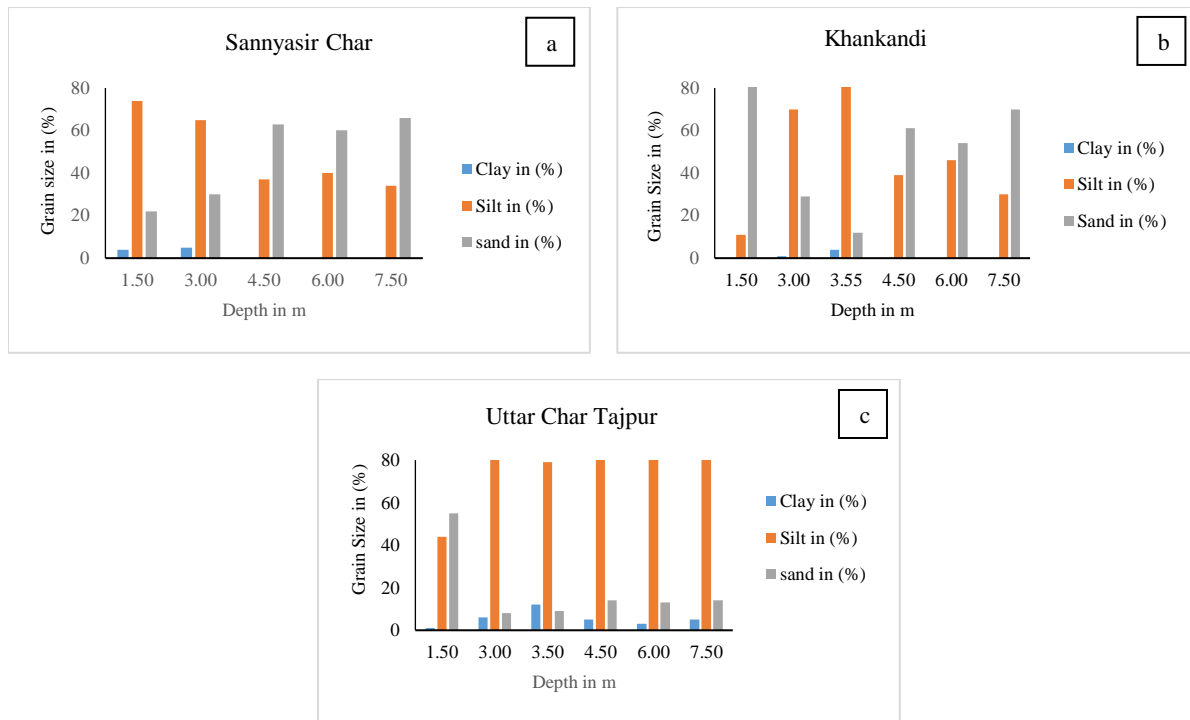 Sannyasir Char
a
80
60
40
20
0
Grain size in (%)
1.50 3.00 4.50 6.00 7.50
Depth in m
Clay in (%)
Silt in (%)
sand in (%)
Khankandi
b
80
60
40
20
0
Grain Size in (%)
1.50 3.00 3.55 4.50 6.00 7.50
Depth in m
Clay in (%)
Silt in (%)
Sand in (%)
Uttar Char Tajpur
c
80
60
40
20
0
Grain Size in (%)
1.50 3.00 3.50 4.50 6.00 7.50
Depth in m
Clay in (%)
Silt in (%)
sand in (%)